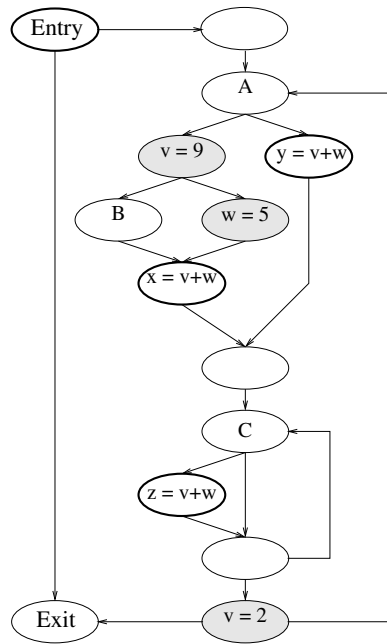 Entry
A
v = 9
y = v+w
B
w = 5
x = v+w
C
z = v+w
Exit
v = 2